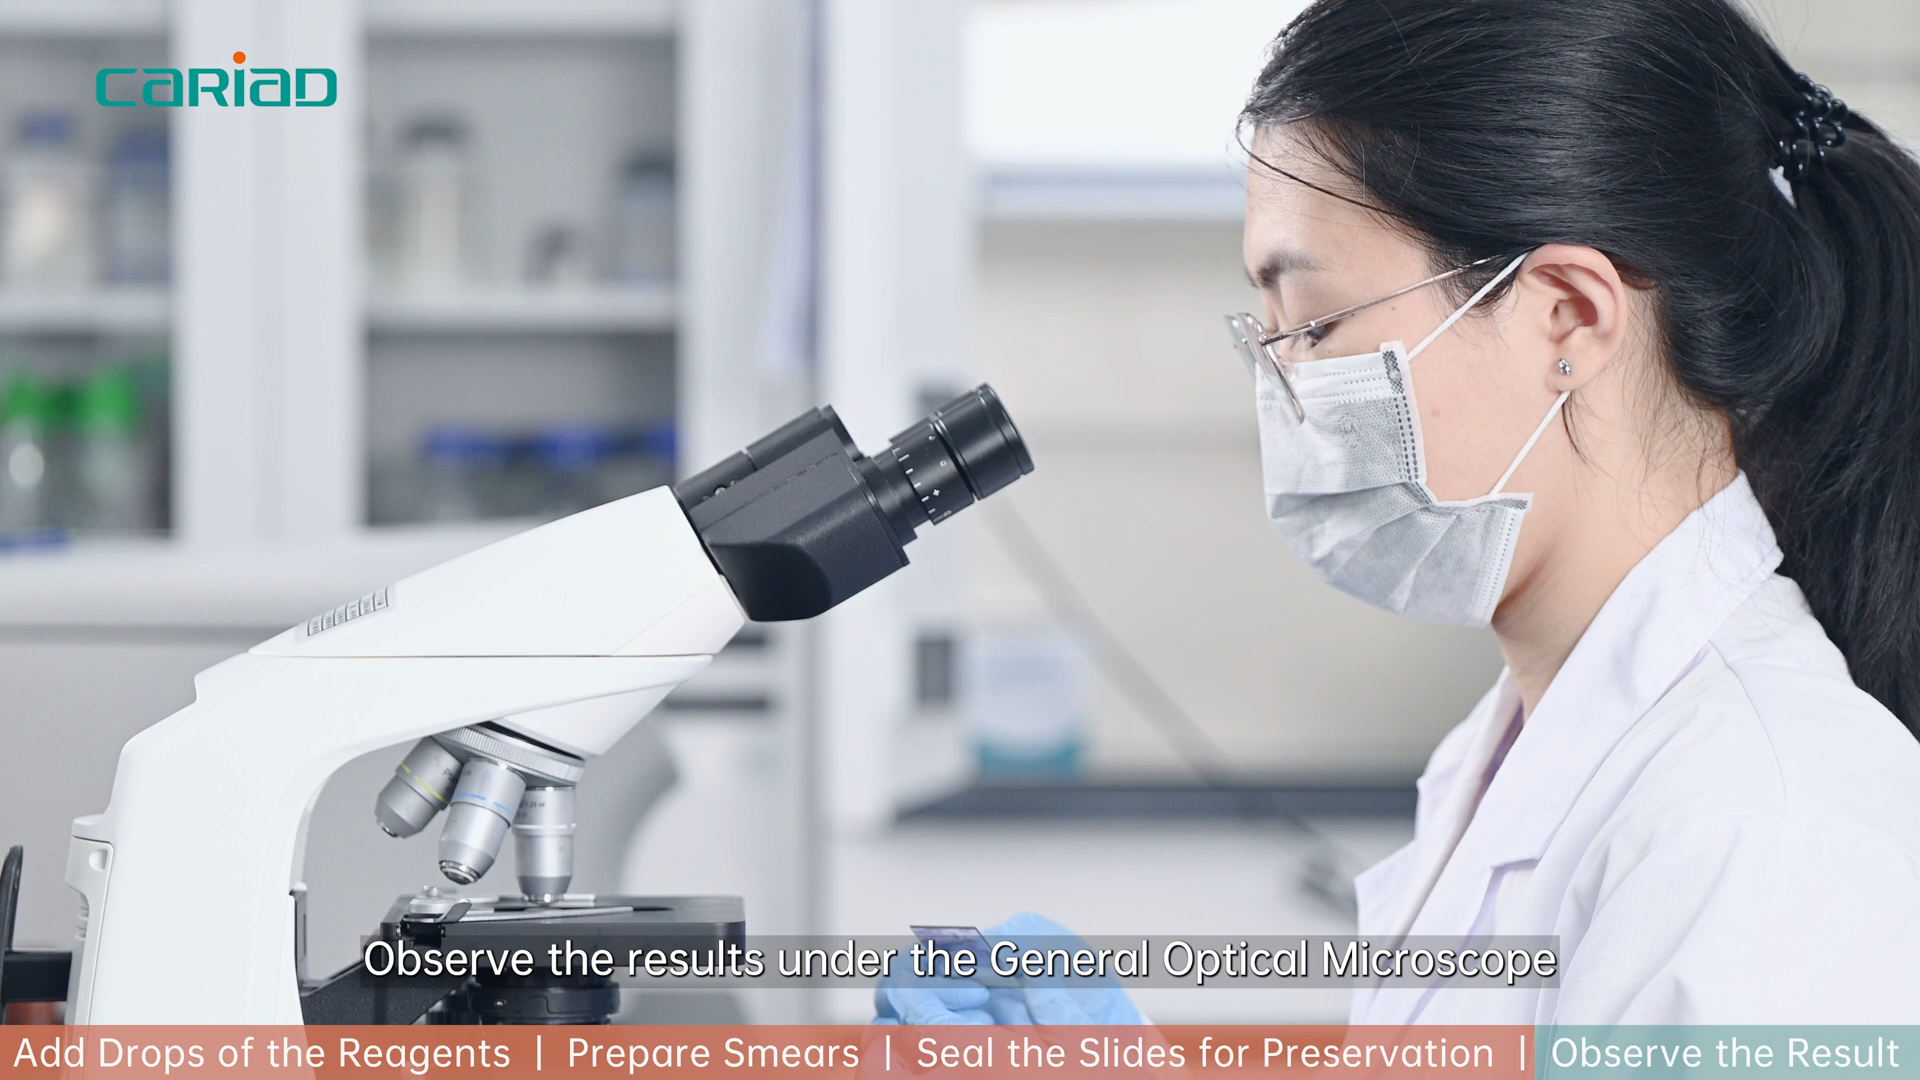 CARIAD
Observe the results under the General Optical Microscope
Add Drops of the Reagents | Prepare Smears | Seal the Slides for Preservation | Observe the Result